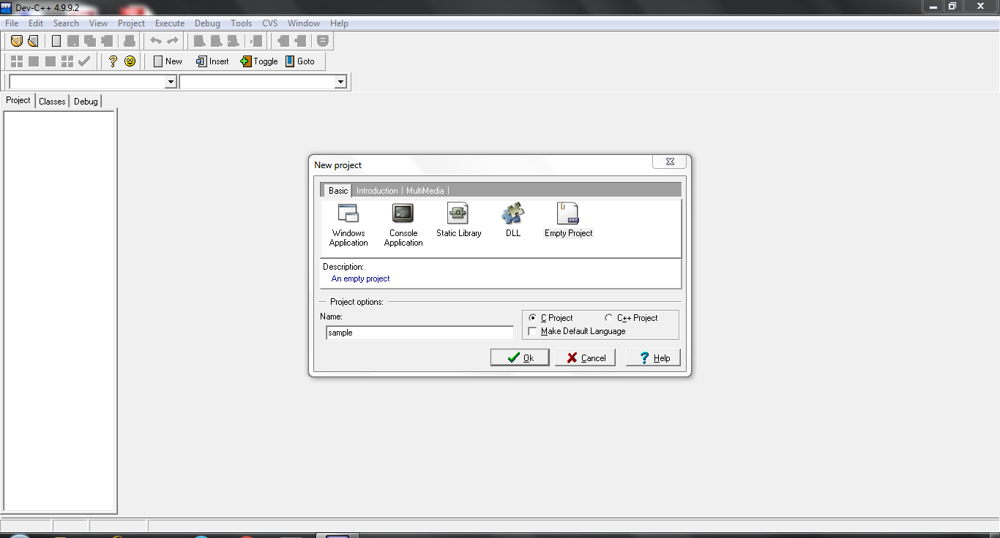 Dev-C++ 4.9.9.2
File Edit Search View Project Execute Debug Tools CVS Window Help
New Insert Toggle Goto
Project Classes Debug
New project
Basic Introduction MultiMedia
Windows Application
Console Application
Static Library
DLL
Empty Project
Description:
An empty project
Project options:
Name:
C Project C++ Project
sample
Make Default Language
Ok Cancel Help